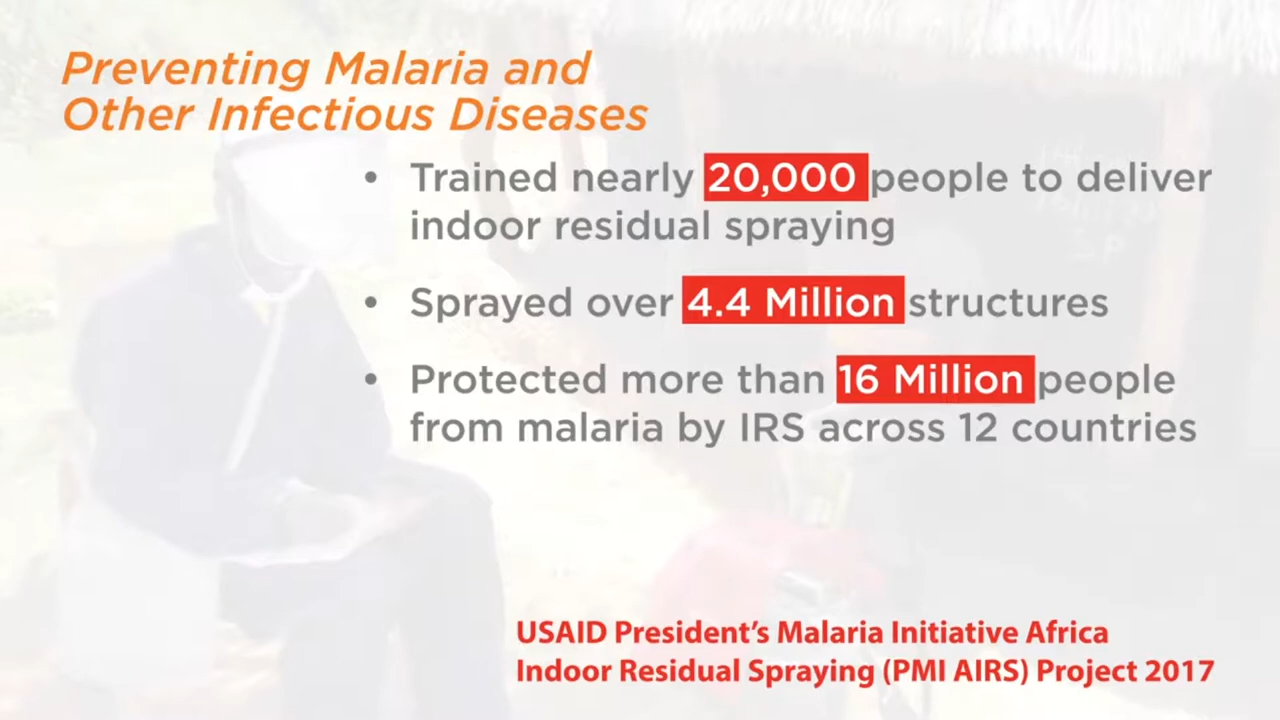 Preventing Malaria and
Other Infectious Diseases
• Trained nearly 20,000 people to deliver
indoor residual spraying
• Sprayed over 4.4 Million structures
• Protected more than 16 Million people
from malaria by IRS across 12 countries
USAID President's Malaria Initiative Africa
Indoor Residual Spraying (PMI AIRS) Project 2017